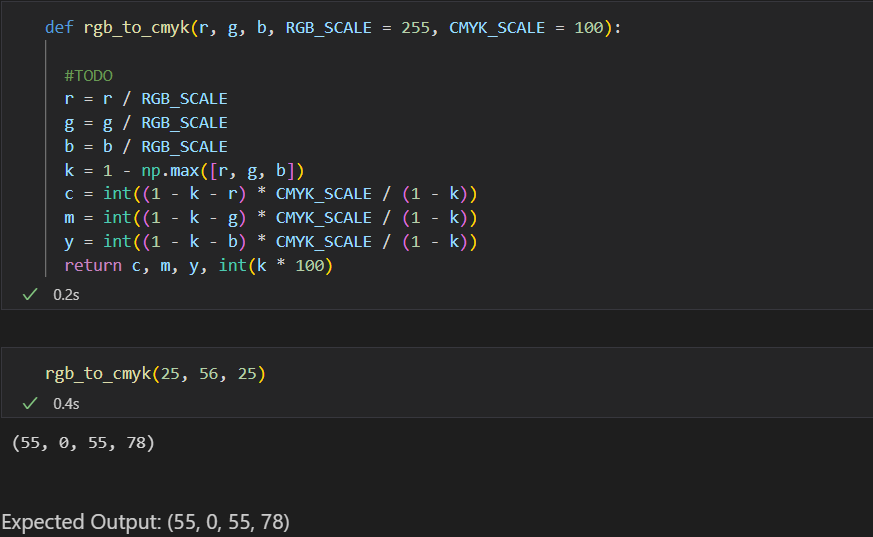 def rgb_to_cmyk(r, g, b, RGB_SCALE = 255, CMYK_SCALE = 100):
#TODO
r = r / RGB_SCALE
g = g / RGB_SCALE
b = b / RGB_SCALE
k = 1 - np.max([r, g, b])
c = int((1 - k - r) * CMYK_SCALE / (1 - k))
m = int((1 - k - g) * CMYK_SCALE / (1 - k))
y = int((1 - k - b) * CMYK_SCALE / (1 - k))
return c, m, y, int(k * 100)
0.2s
rgb_to_cmyk(25, 56, 25)
0.4s
(55, 0, 55, 78)
Expected Output: (55, 0, 55, 78)